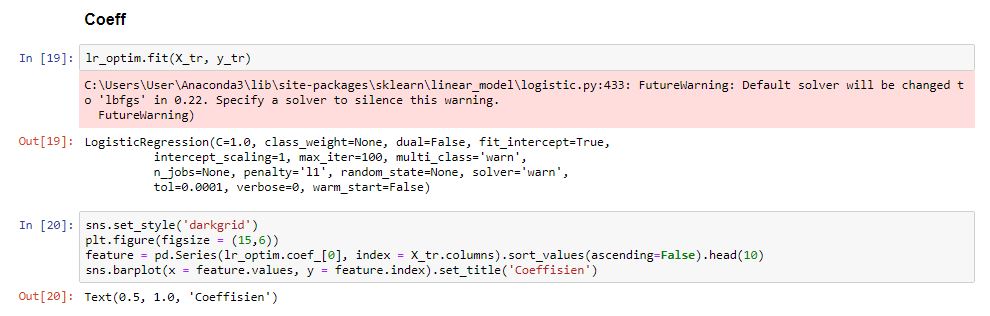 Coeff
In [19]: lr_optim.fit(X_tr, y_tr)
C:\Users\User\Anaconda3\lib\site-packages\sklearn\linear_model\logistic.py:433: FutureWarning: Default solver will be changed t
o 'lbfgs' in 0.22. Specify a solver to silence this warning.
  FutureWarning)
Out[19]: LogisticRegression(C=1.0, class_weight=None, dual=False, fit_intercept=True,
          intercept_scaling=1, max_iter=100, multi_class='warn',
          n_jobs=None, penalty='l1', random_state=None, solver='warn',
          tol=0.0001, verbose=0, warm_start=False)
In [20]: sns.set_style('darkgrid')
plt.figure(figsize = (15,6))
feature = pd.Series(lr_optim.coef_[0], index = X_tr.columns).sort_values(ascending=False).head(10)
sns.barplot(x = feature.values, y = feature.index).set_title('Coeffisien')
Out[20]: Text(0.5, 1.0, 'Coeffisien')